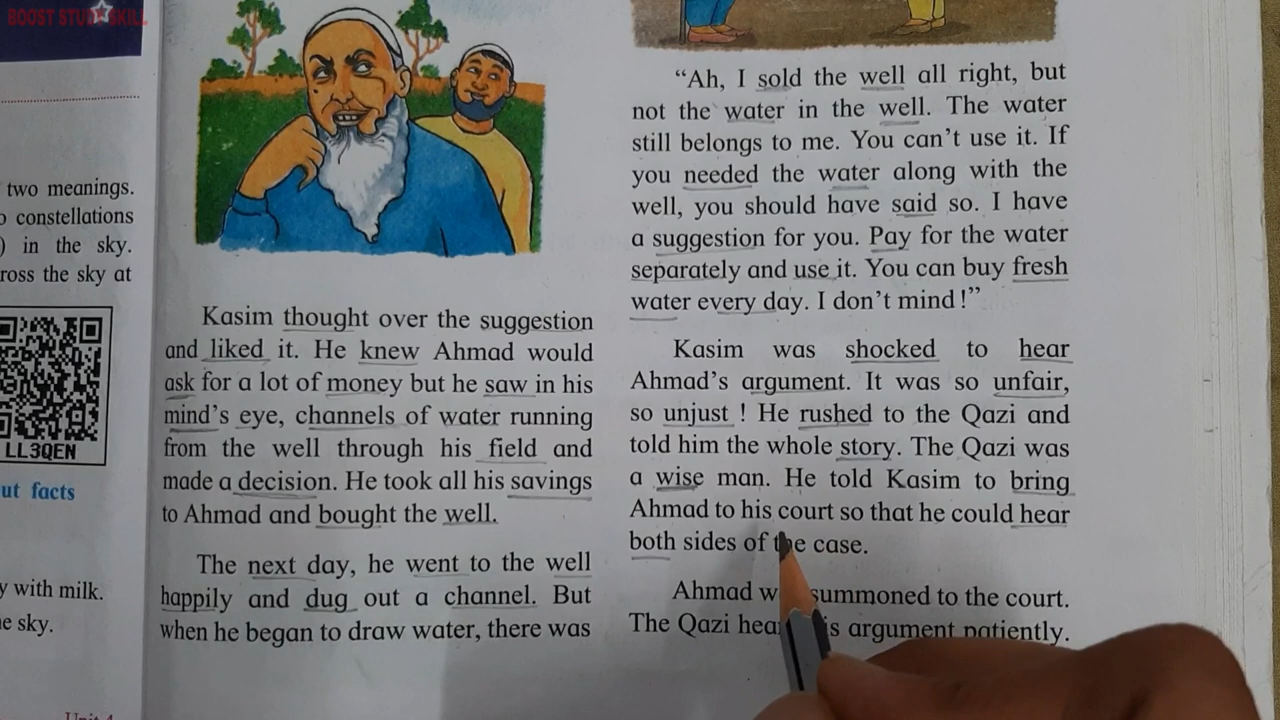 BOOST STUDY SKILL
two meanings.
constellations
) in the sky.
ross the sky at
LL3QEN
ut facts
y with milk.
e sky.
Kasim thought over the suggestion
and liked it. He knew Ahmad would
ask for a lot of money but he saw in his
mind's eye, channels of water running
from the well through his field and
made a decision. He took all his savings
to Ahmad and bought the well.
The next day, he went to the well
happily and dug out a channel. But
when he began to draw water, there was
"Ah, I sold the well all right, but
not the water in the well. The water
still belongs to me. You can't use it. If
you needed the water along with the
well, you should have said so. I have
a suggestion for you. Pay for the water
separately and use it. You can buy fresh
water every day. I don't mind !"
Kasim was shocked to hear
Ahmad's argument. It was so unfair,
so unjust ! He rushed to the Qazi and
told him the whole story. The Qazi was
a wise man. He told Kasim to bring
Ahmad to his court so that he could hear
both sides of the case.
Ahmad w summoned to the court.
The Qazi hea is argument patiently.